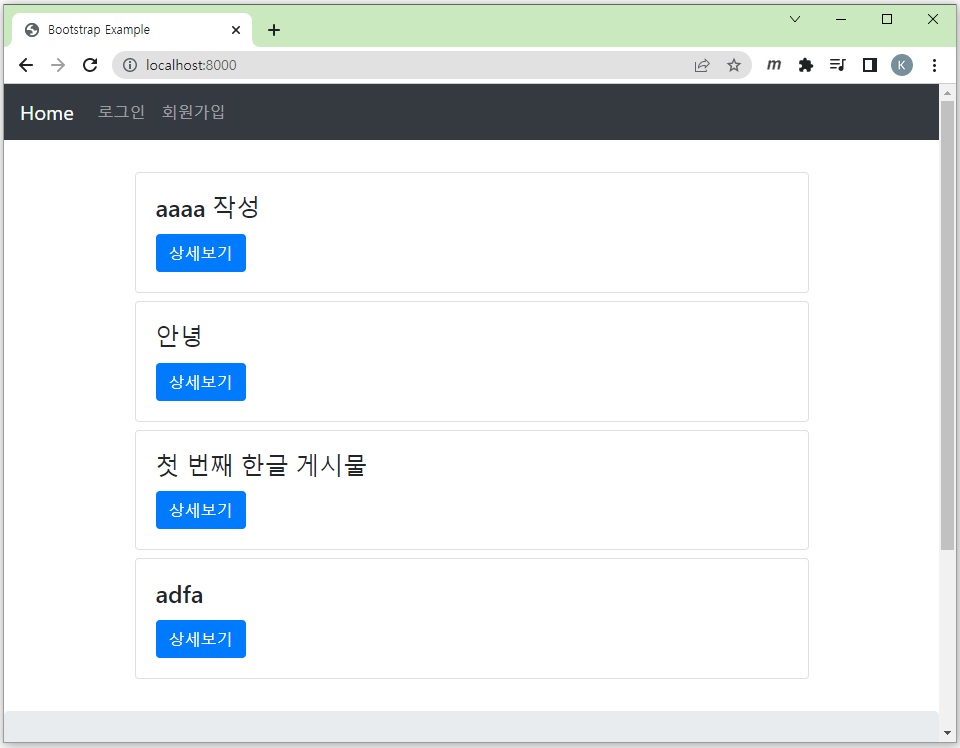 Bootstrap Example
localhost:8000
m
K
Home 로그인 회원가입
aaaa 작성
상세보기
안녕
상세보기
첫 번째 한글 게시물
상세보기
adfa
상세보기